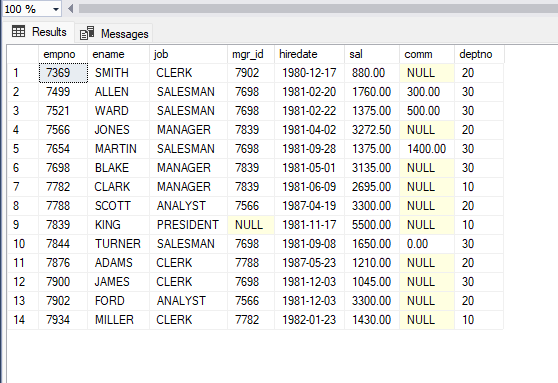 100 %
Results Messages
empno ename job mgr_id hiredate sal comm deptno
1 7369 SMITH CLERK 7902 1980-12-17 880.00 NULL 20
2 7499 ALLEN SALESMAN 7698 1981-02-20 1760.00 300.00 30
3 7521 WARD SALESMAN 7698 1981-02-22 1375.00 500.00 30
4 7566 JONES MANAGER 7839 1981-04-02 3272.50 NULL 20
5 7654 MARTIN SALESMAN 7698 1981-09-28 1375.00 1400.00 30
6 7698 BLAKE MANAGER 7839 1981-05-01 3135.00 NULL 30
7 7782 CLARK MANAGER 7839 1981-06-09 2695.00 NULL 10
8 7788 SCOTT ANALYST 7566 1987-04-19 3300.00 NULL 20
9 7839 KING PRESIDENT NULL 1981-11-17 5500.00 NULL 10
10 7844 TURNER SALESMAN 7698 1981-09-08 1650.00 0.00 30
11 7876 ADAMS CLERK 7788 1987-05-23 1210.00 NULL 20
12 7900 JAMES CLERK 7698 1981-12-03 1045.00 NULL 30
13 7902 FORD ANALYST 7566 1981-12-03 3300.00 NULL 20
14 7934 MILLER CLERK 7782 1982-01-23 1430.00 NULL 10